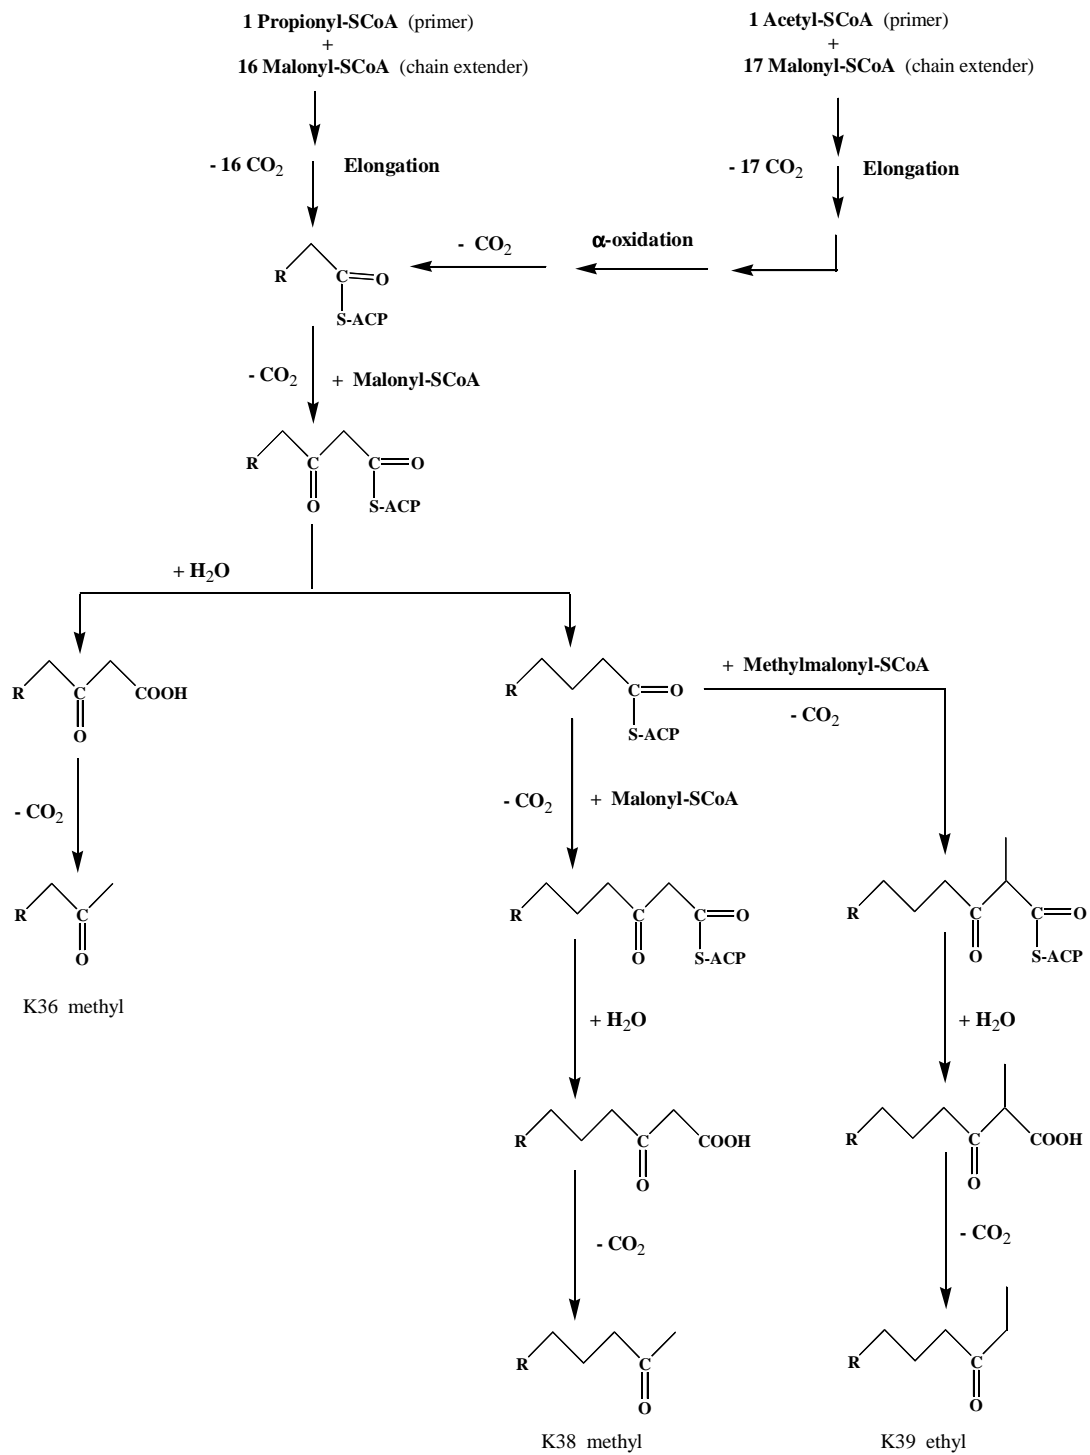 1 Propionyl-SCoA (primer)
+
16 Malonyl-SCoA (chain extender)
1 Acetyl-SCoA (primer)
+
17 Malonyl-SCoA (chain extender)
- 16 CO2 Elongation
- 17 CO2 Elongation
- CO2 α-oxidation
R C O
S-ACP
- CO2 + Malonyl-SCoA
R C C O
O S-ACP
+ H2O
R C COOH
O
R C O
S-ACP
+ Methylmalonyl-SCoA
- CO2
- CO2
- CO2 + Malonyl-SCoA
R C
O
K36 methyl
R C C O
O S-ACP
R C C O
O S-ACP
+ H2O
+ H2O
R C COOH
O
R C COOH
O
- CO2
- CO2
R C
O
K38 methyl
R C
O
K39 ethyl